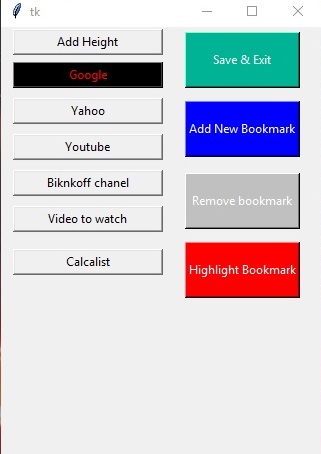 tk
Add Height
Google
Yahoo
Youtube
Biknkoff chanel
Video to watch
Calcalist
Save & Exit
Add New Bookmark
Remove bookmark
Highlight Bookmark